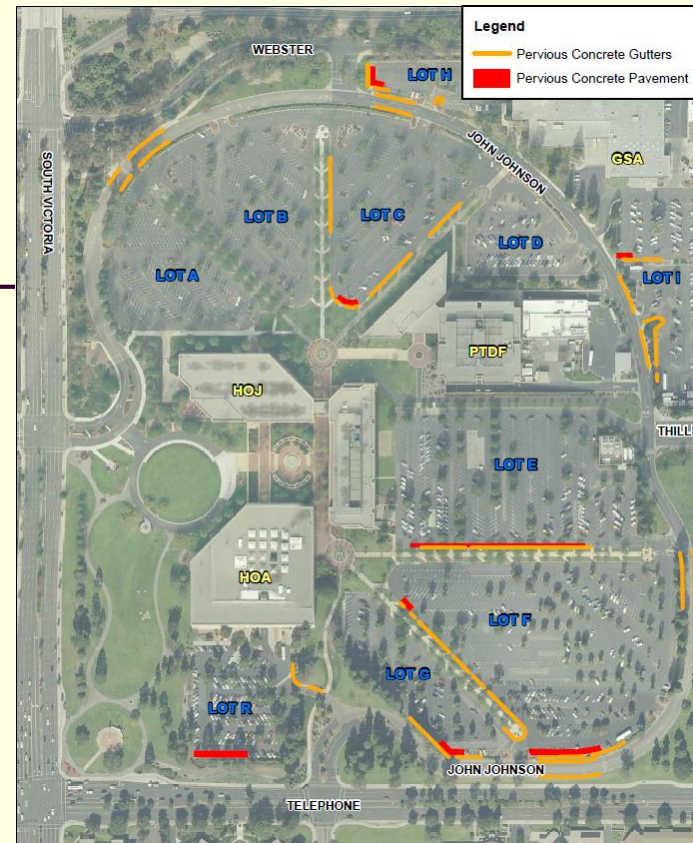 Legend
Pervious Concrete Gutters
Pervious Concrete Pavement
WEBSTER
LOT H
JOHN JOHNSON
GSA
SOUTH VICTORIA
LOT B
LOT C
LOT D
LOT A
LOT I
PTDF
HOJ
THILL
LOT E
HOA
LOT F
LOT G
LOT R
JOHN JOHNSON
TELEPHONE